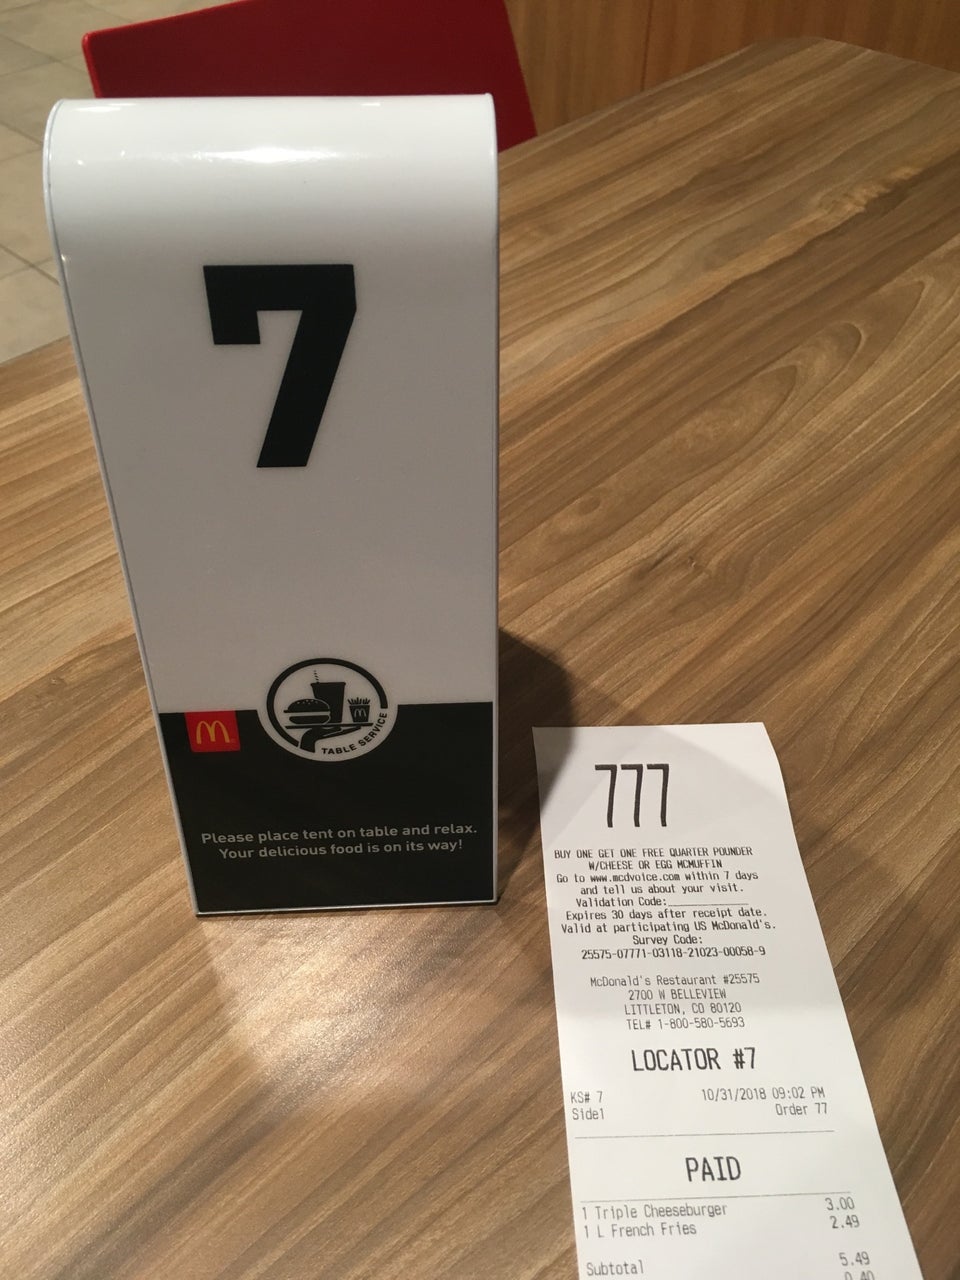 7
TABLE SERVICE
Please place tent on table and relax.
Your delicious food is on its way!
777
BUY ONE GET ONE FREE QUARTER POUNDER
W/CHEESE OR EGG MCMUFFIN
Go to www.mcdvoice.com within 7 days
and tell us about your visit.
Validation Code:____________
Expires 30 days after receipt date.
Valid at participating US McDonald's.
Survey Code:
25575-07771-03118-21023-00058-9
McDonald's Restaurant #25575
2700 W BELLEVIEW
LITTLETON, CO 80120
TEL# 1-800-580-5693
LOCATOR #7
KS# 7 10/31/2018 09:02 PM
Side1 Order 77
PAID
1 Triple Cheeseburger 3.00
1 L French Fries 2.49
Subtotal 5.49